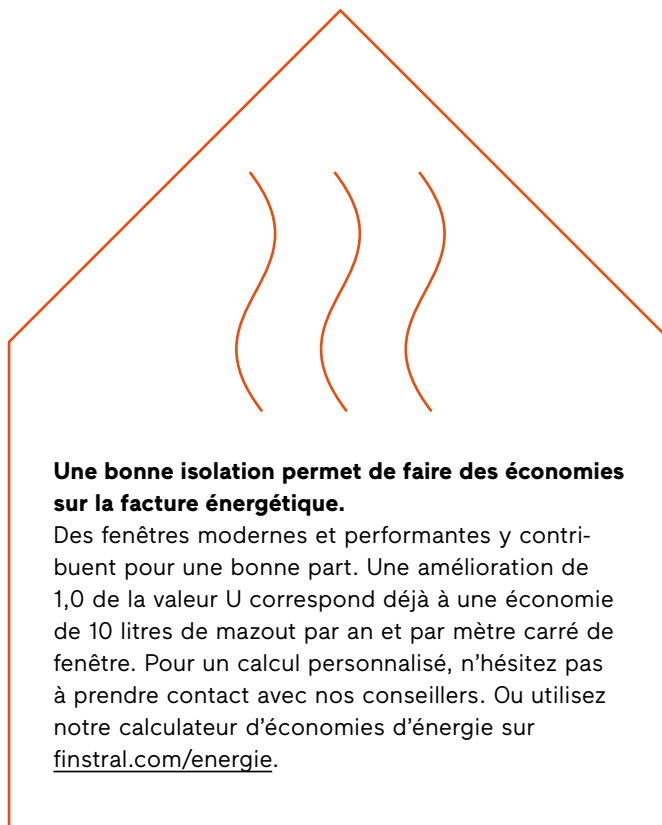 Une bonne isolation permet de faire des économies
sur la facture énergétique.
Des fenêtres modernes et performantes y contri-
buent pour une bonne part. Une amélioration de
1,0 de la valeur U correspond déjà à une économie
de 10 litres de mazout par an et par mètre carré de
fenêtre. Pour un calcul personnalisé, n’hésitez pas
à prendre contact avec nos conseillers. Ou utilisez
notre calculateur d’économies d’énergie sur
finstral.com/energie.